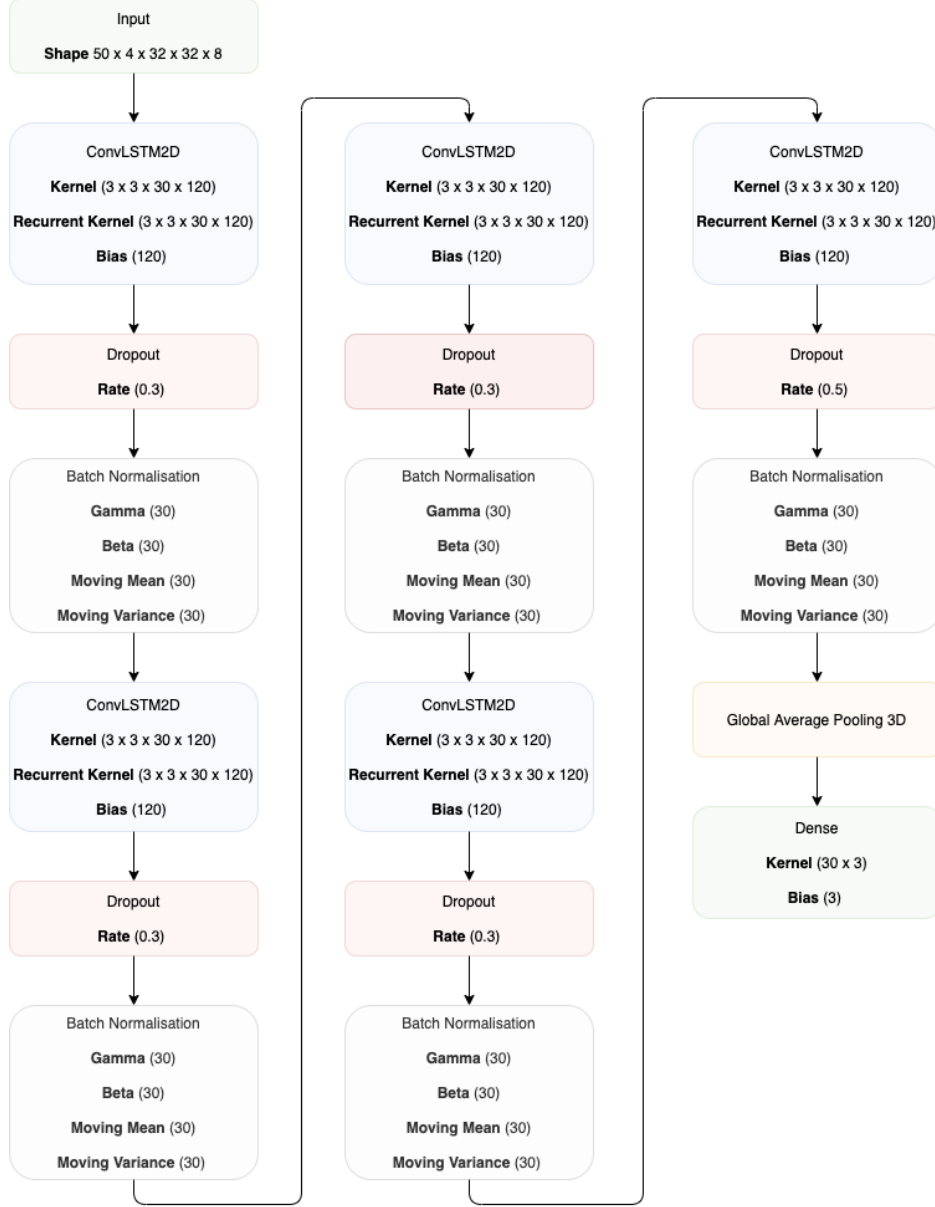 Input
Shape 50 x 4 x 32 x 32 x 8
ConvLSTM2D
Kernel (3 x 3 x 30 x 120)
Recurrent Kernel (3 x 3 x 30 x 120)
Bias (120)
Dropout
Rate (0.3)
Batch Normalisation
Gamma (30)
Beta (30)
Moving Mean (30)
Moving Variance (30)
ConvLSTM2D
Kernel (3 x 3 x 30 x 120)
Recurrent Kernel (3 x 3 x 30 x 120)
Bias (120)
Dropout
Rate (0.3)
Batch Normalisation
Gamma (30)
Beta (30)
Moving Mean (30)
Moving Variance (30)
ConvLSTM2D
Kernel (3 x 3 x 30 x 120)
Recurrent Kernel (3 x 3 x 30 x 120)
Bias (120)
Dropout
Rate (0.3)
Batch Normalisation
Gamma (30)
Beta (30)
Moving Mean (30)
Moving Variance (30)
ConvLSTM2D
Kernel (3 x 3 x 30 x 120)
Recurrent Kernel (3 x 3 x 30 x 120)
Bias (120)
Dropout
Rate (0.3)
Batch Normalisation
Gamma (30)
Beta (30)
Moving Mean (30)
Moving Variance (30)
ConvLSTM2D
Kernel (3 x 3 x 30 x 120)
Recurrent Kernel (3 x 3 x 30 x 120)
Bias (120)
Dropout
Rate (0.5)
Batch Normalisation
Gamma (30)
Beta (30)
Moving Mean (30)
Moving Variance (30)
Global Average Pooling 3D
Dense
Kernel (30 x 3)
Bias (3)